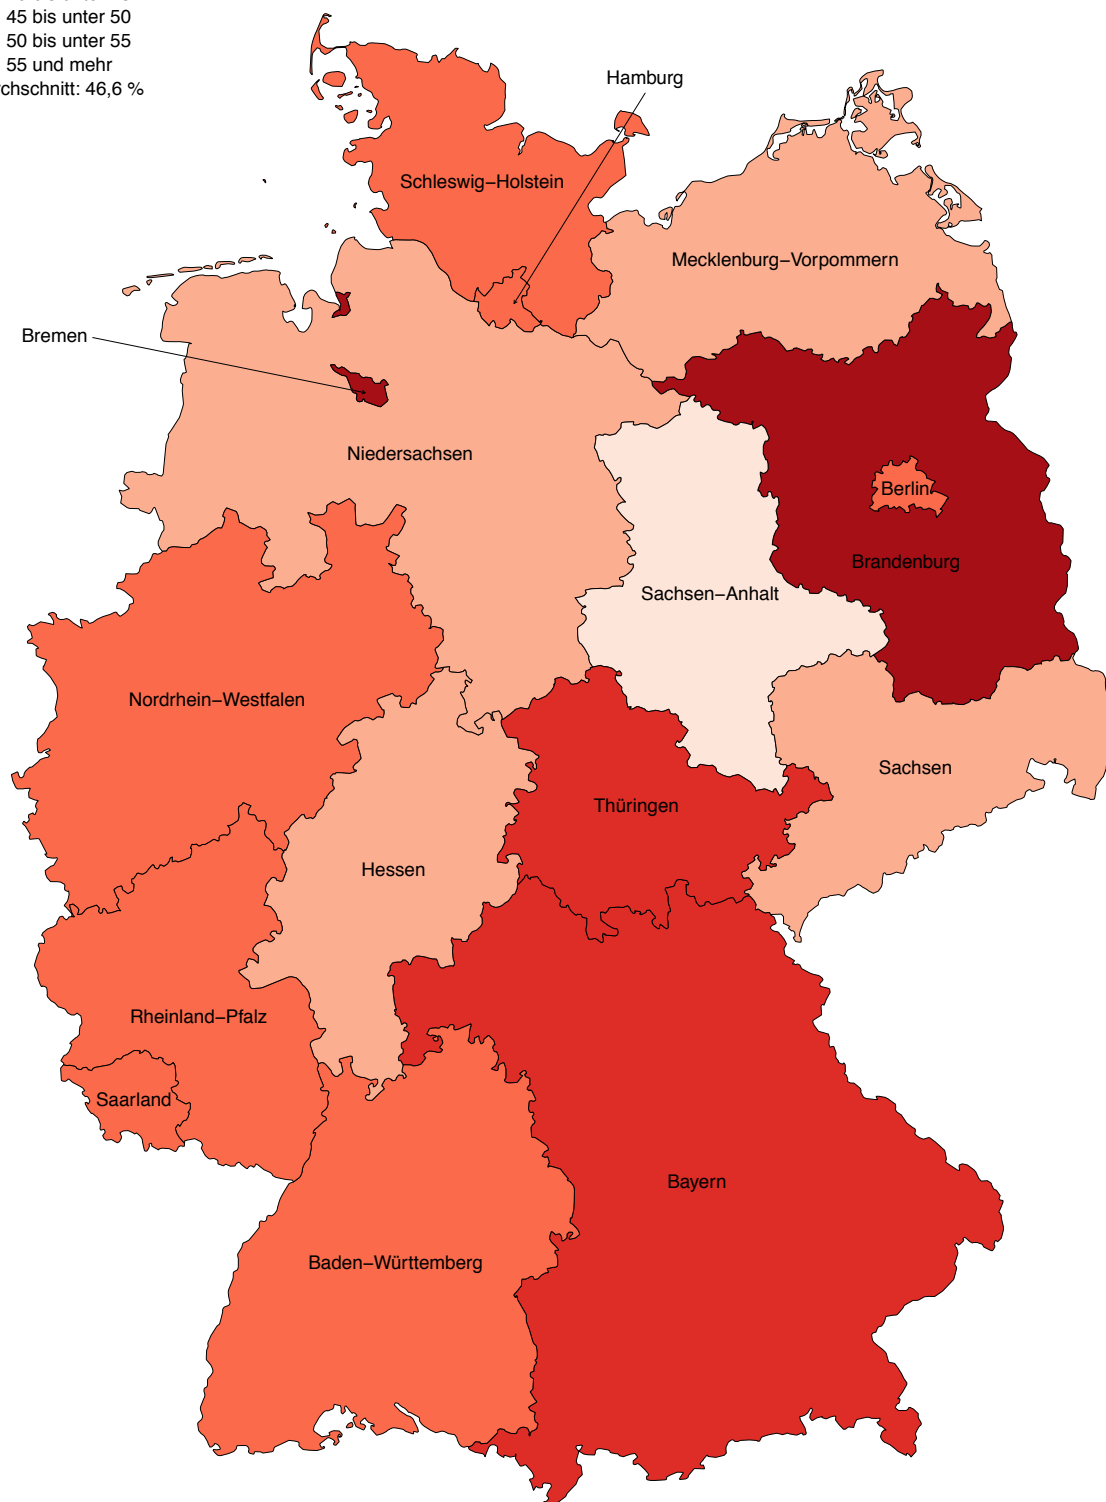 45 bis unter 50
50 bis unter 55
55 und mehr
rchschnitt: 46,6 %
Hamburg
Schleswig−Holstein
Mecklenburg−Vorpommern
Bremen
Niedersachsen
Berlin
Brandenburg
Sachsen−Anhalt
Nordrhein−Westfalen
Sachsen
Thüringen
Hessen
Rheinland−Pfalz
Saarland
Bayern
Baden−Württemberg